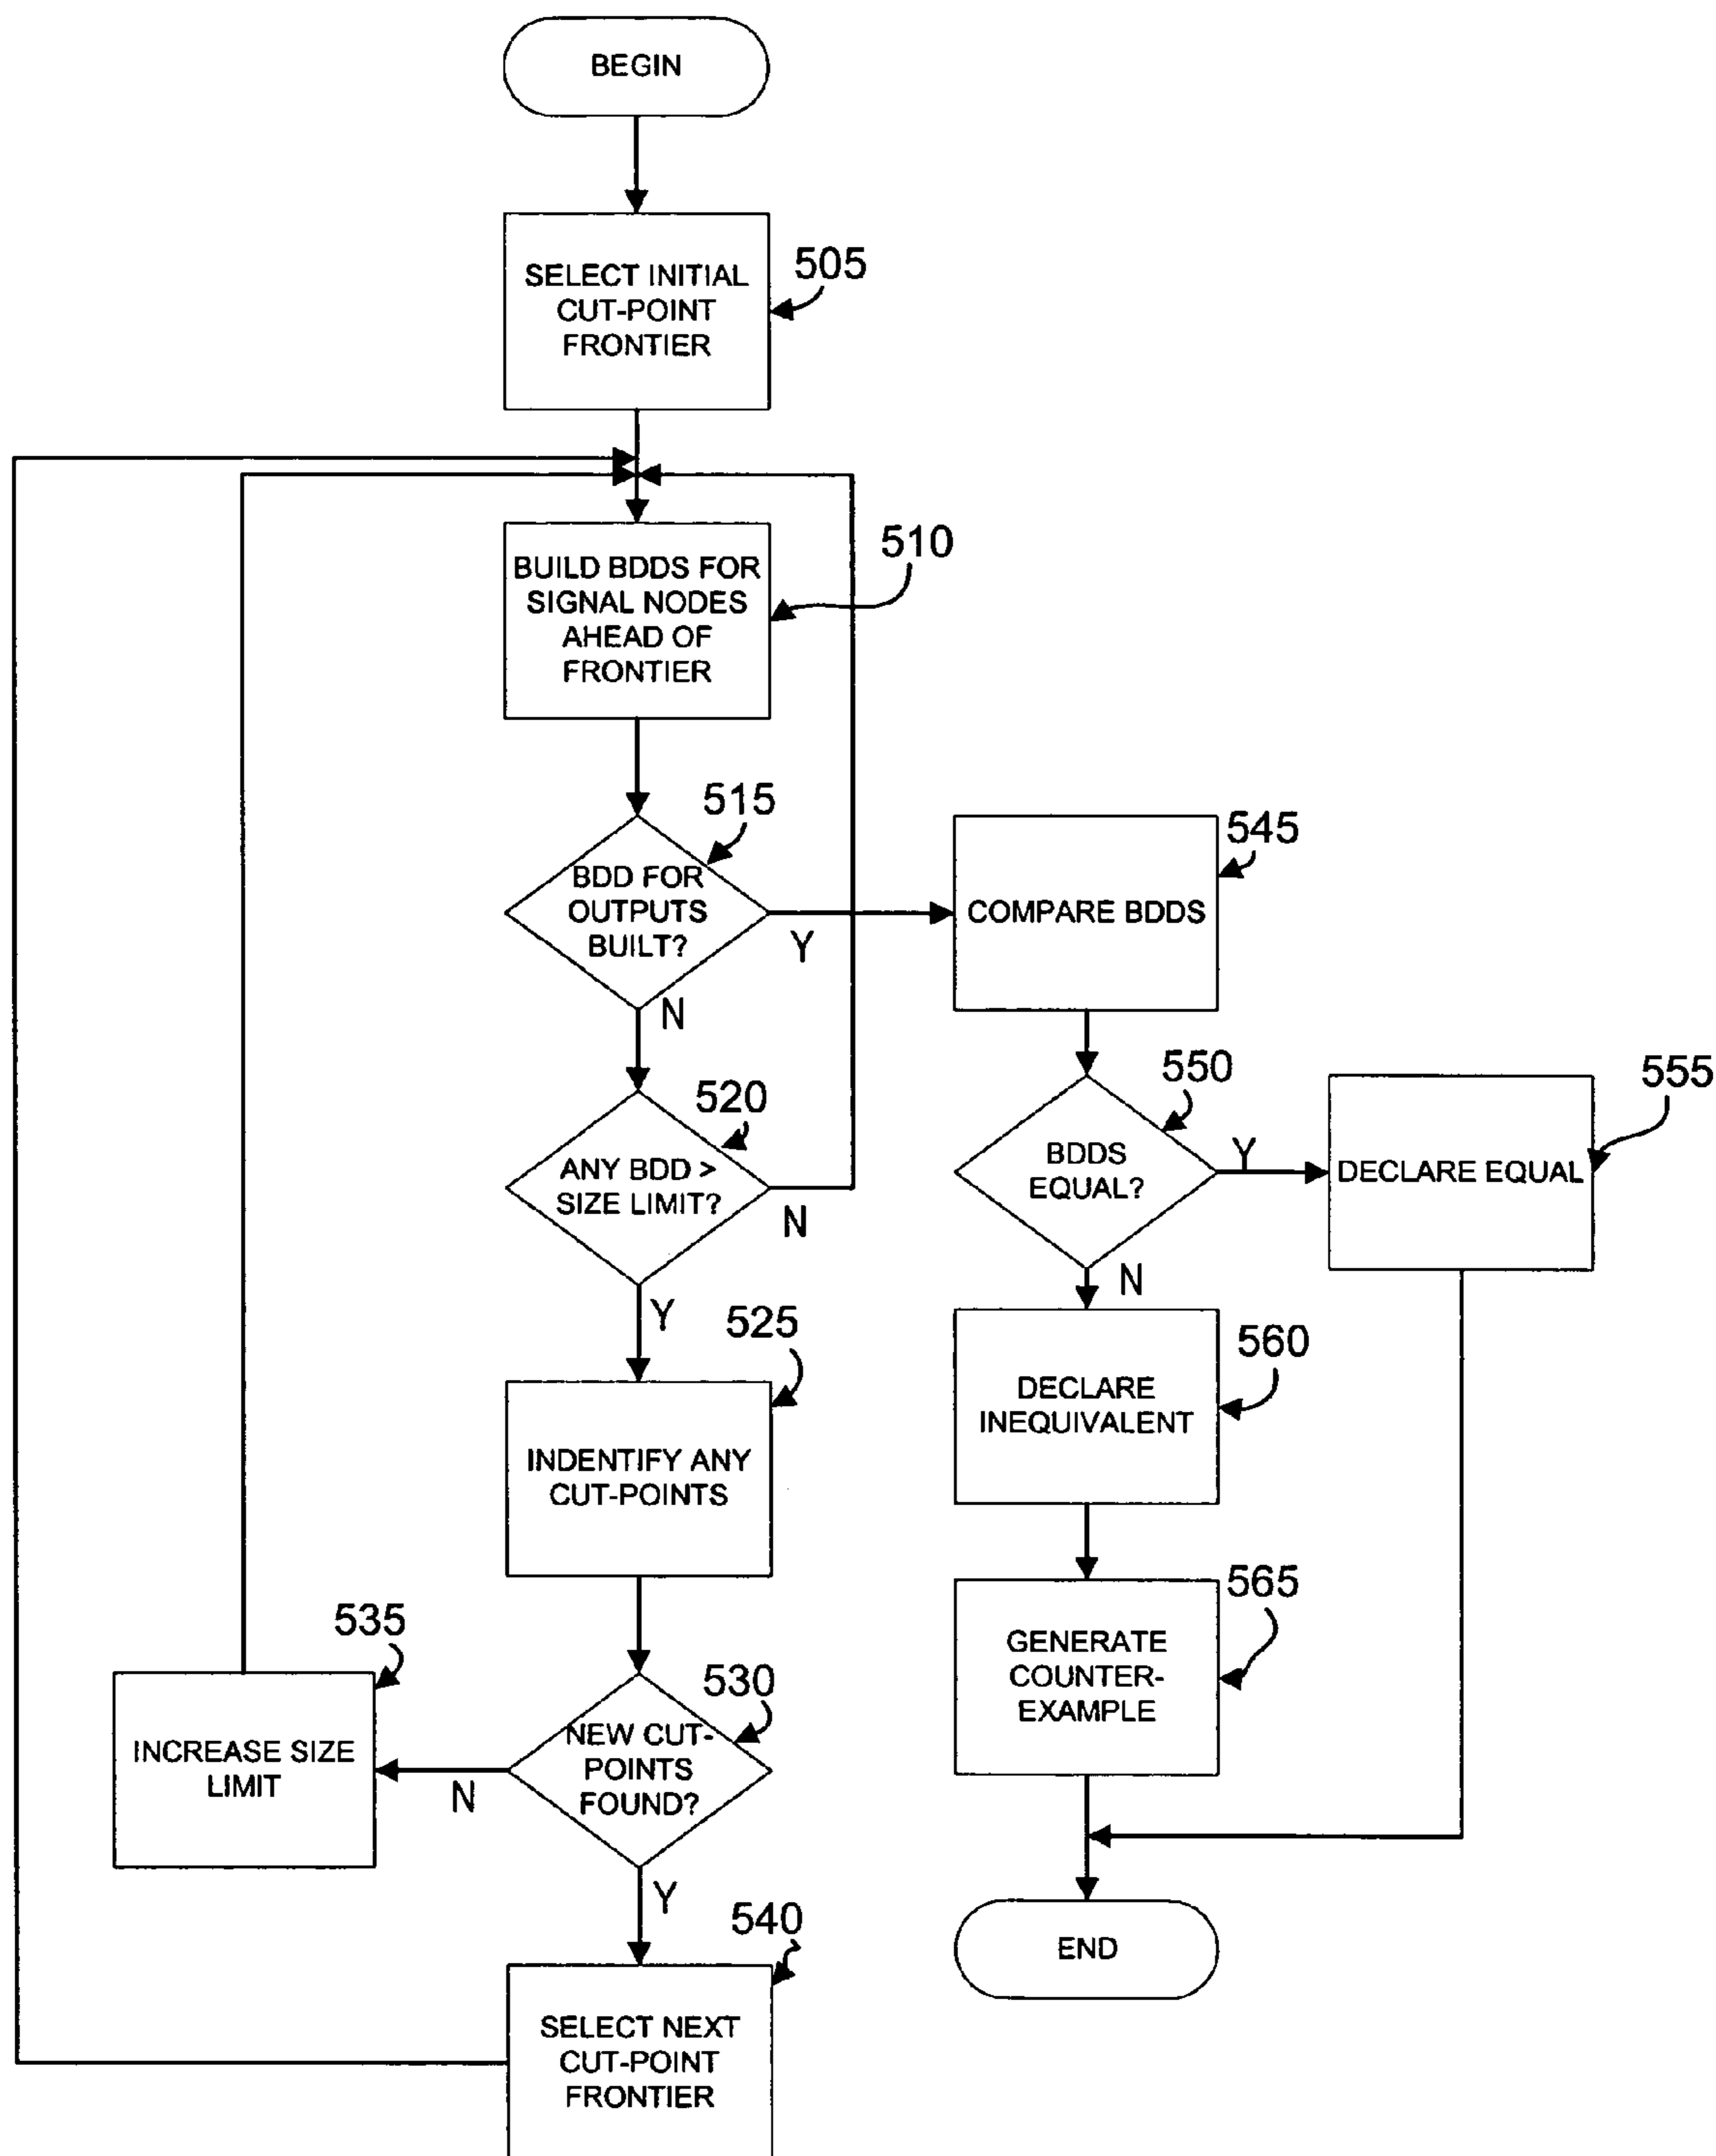 BEGIN
SELECT INITIAL
CUT-POINT
FRONTIER
505
BUILD BDDS FOR
SIGNAL NODES
AHEAD OF
FRONTIER
510
BDD FOR
OUTPUTS
BUILT?
515
Y
N
COMPARE BDDS
545
ANY BDD >
SIZE LIMIT?
520
N
Y
BDDS
EQUAL?
550
Y
N
DECLARE EQUAL
555
INDENTIFY ANY
CUT-POINTS
525
DECLARE
INEQUIVALENT
560
NEW CUT-
POINTS
FOUND?
530
N
Y
INCREASE SIZE
LIMIT
535
GENERATE
COUNTER-
EXAMPLE
565
SELECT NEXT
CUT-POINT
FRONTIER
540
END